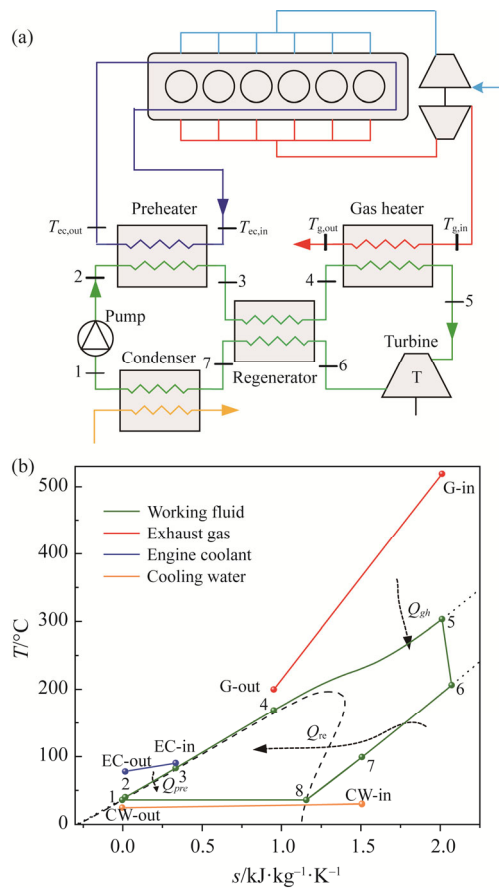 (a)
T_ec,out
Preheater
T_ec,in
T_g,out
Gas heater
T_g,in
2
3
4
5
Pump
Turbine
Condenser
7
6
1
Regenerator
T
(b)
500
400
300
200
100
0
T/°C
Working fluid
Exhaust gas
Engine coolant
Cooling water
G-in
Q_gh
5
G-out
4
6
Q_re
EC-out
EC-in
7
2
3
Q_pre
1
8
CW-in
CW-out
0.0
0.5
1.0
1.5
2.0
s/kJ·kg⁻¹·K⁻¹